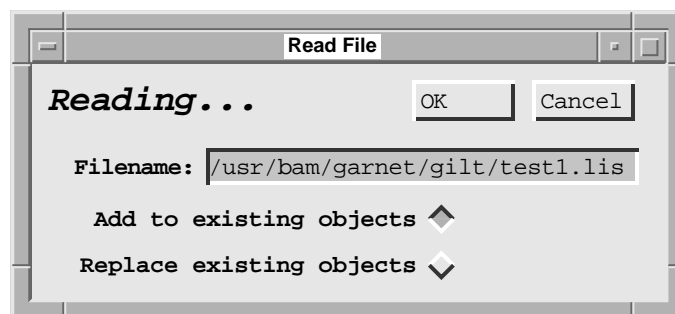 Read File
Reading...
OK
Cancel
Filename: /usr/bam/garnet/gilt/test1.lis
Add to existing objects
Replace existing objects